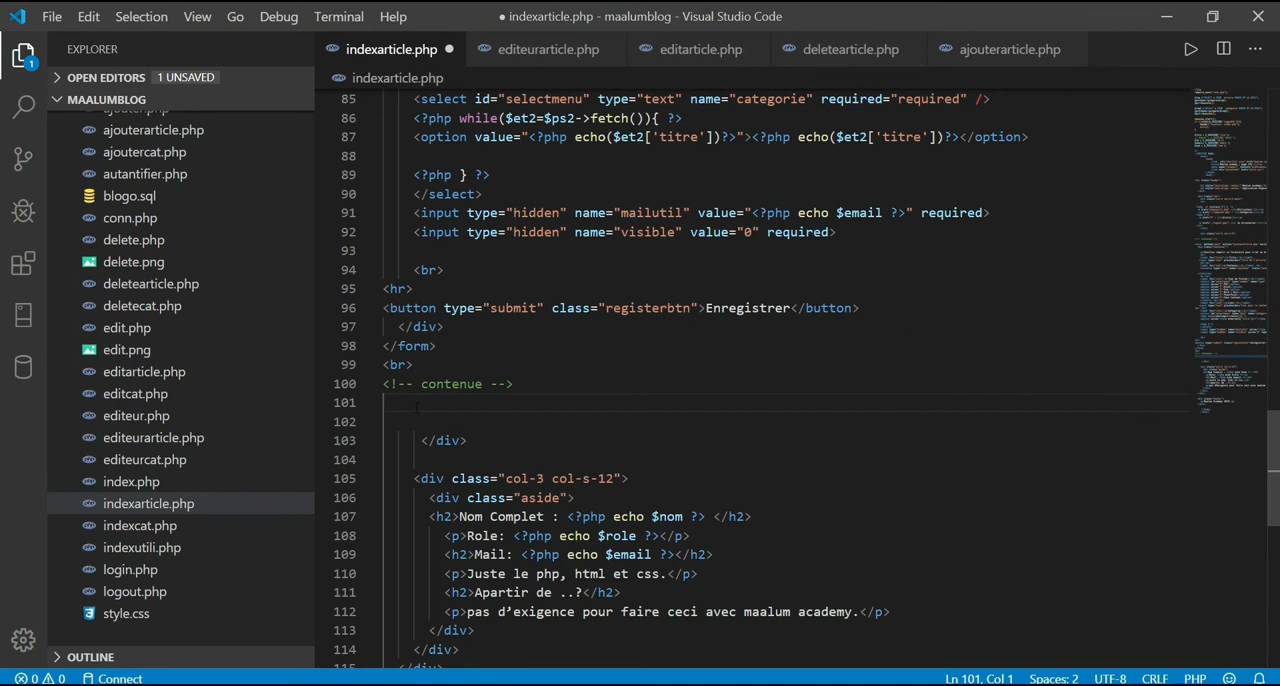 File Edit Selection View Go Debug Terminal Help
● indexarticle.php - maalumblog - Visual Studio Code
EXPLORER
indexarticle.php ● editeurarticle.php editarticle.php deletearticle.php ajouterarticle.php
OPEN EDITORS 1 UNSAVED
indexarticle.php
MAALUMBLOG
ajouter.php
ajouterarticle.php
ajoutercat.php
autantifier.php
blogo.sql
conn.php
delete.php
delete.png
deletearticle.php
deletecat.php
edit.php
edit.png
editarticle.php
editcat.php
editeur.php
editeurarticle.php
editeurcat.php
index.php
indexarticle.php
indexcat.php
indexutili.php
login.php
logout.php
style.css
OUTLINE
85 <select id="selectmenu" type="text" name="categorie" required="required" />
86 <?php while($et2=$ps2->fetch()){ ?>
87 <option value="<?php echo($et2['titre'])?>"><?php echo($et2['titre'])?></option>
88
89 <?php } ?>
90 </select>
91 <input type="hidden" name="mailutil" value="<?php echo $email ?>" required>
92 <input type="hidden" name="visible" value="0" required>
93
94 <br>
95 <hr>
96 <button type="submit" class="registerbtn">Enregistrer</button>
97 </div>
98 </form>
99 <br>
100 <!-- contenue -->
101
102
103 </div>
104
105 <div class="col-3 col-s-12">
106 <div class="aside">
107 <h2>Nom Complet : <?php echo $nom ?> </h2>
108 <p>Role: <?php echo $role ?></p>
109 <h2>Mail: <?php echo $email ?></h2>
110 <p>Juste le php, html et css.</p>
111 <h2>Apartir de ..?</h2>
112 <p>pas d’exigence pour faire ceci avec maalum academy.</p>
113 </div>
114 </div>
115 </div>
1
0 0 Connect Ln 101, Col 1 Spaces: 2 UTF-8 CRLF PHP